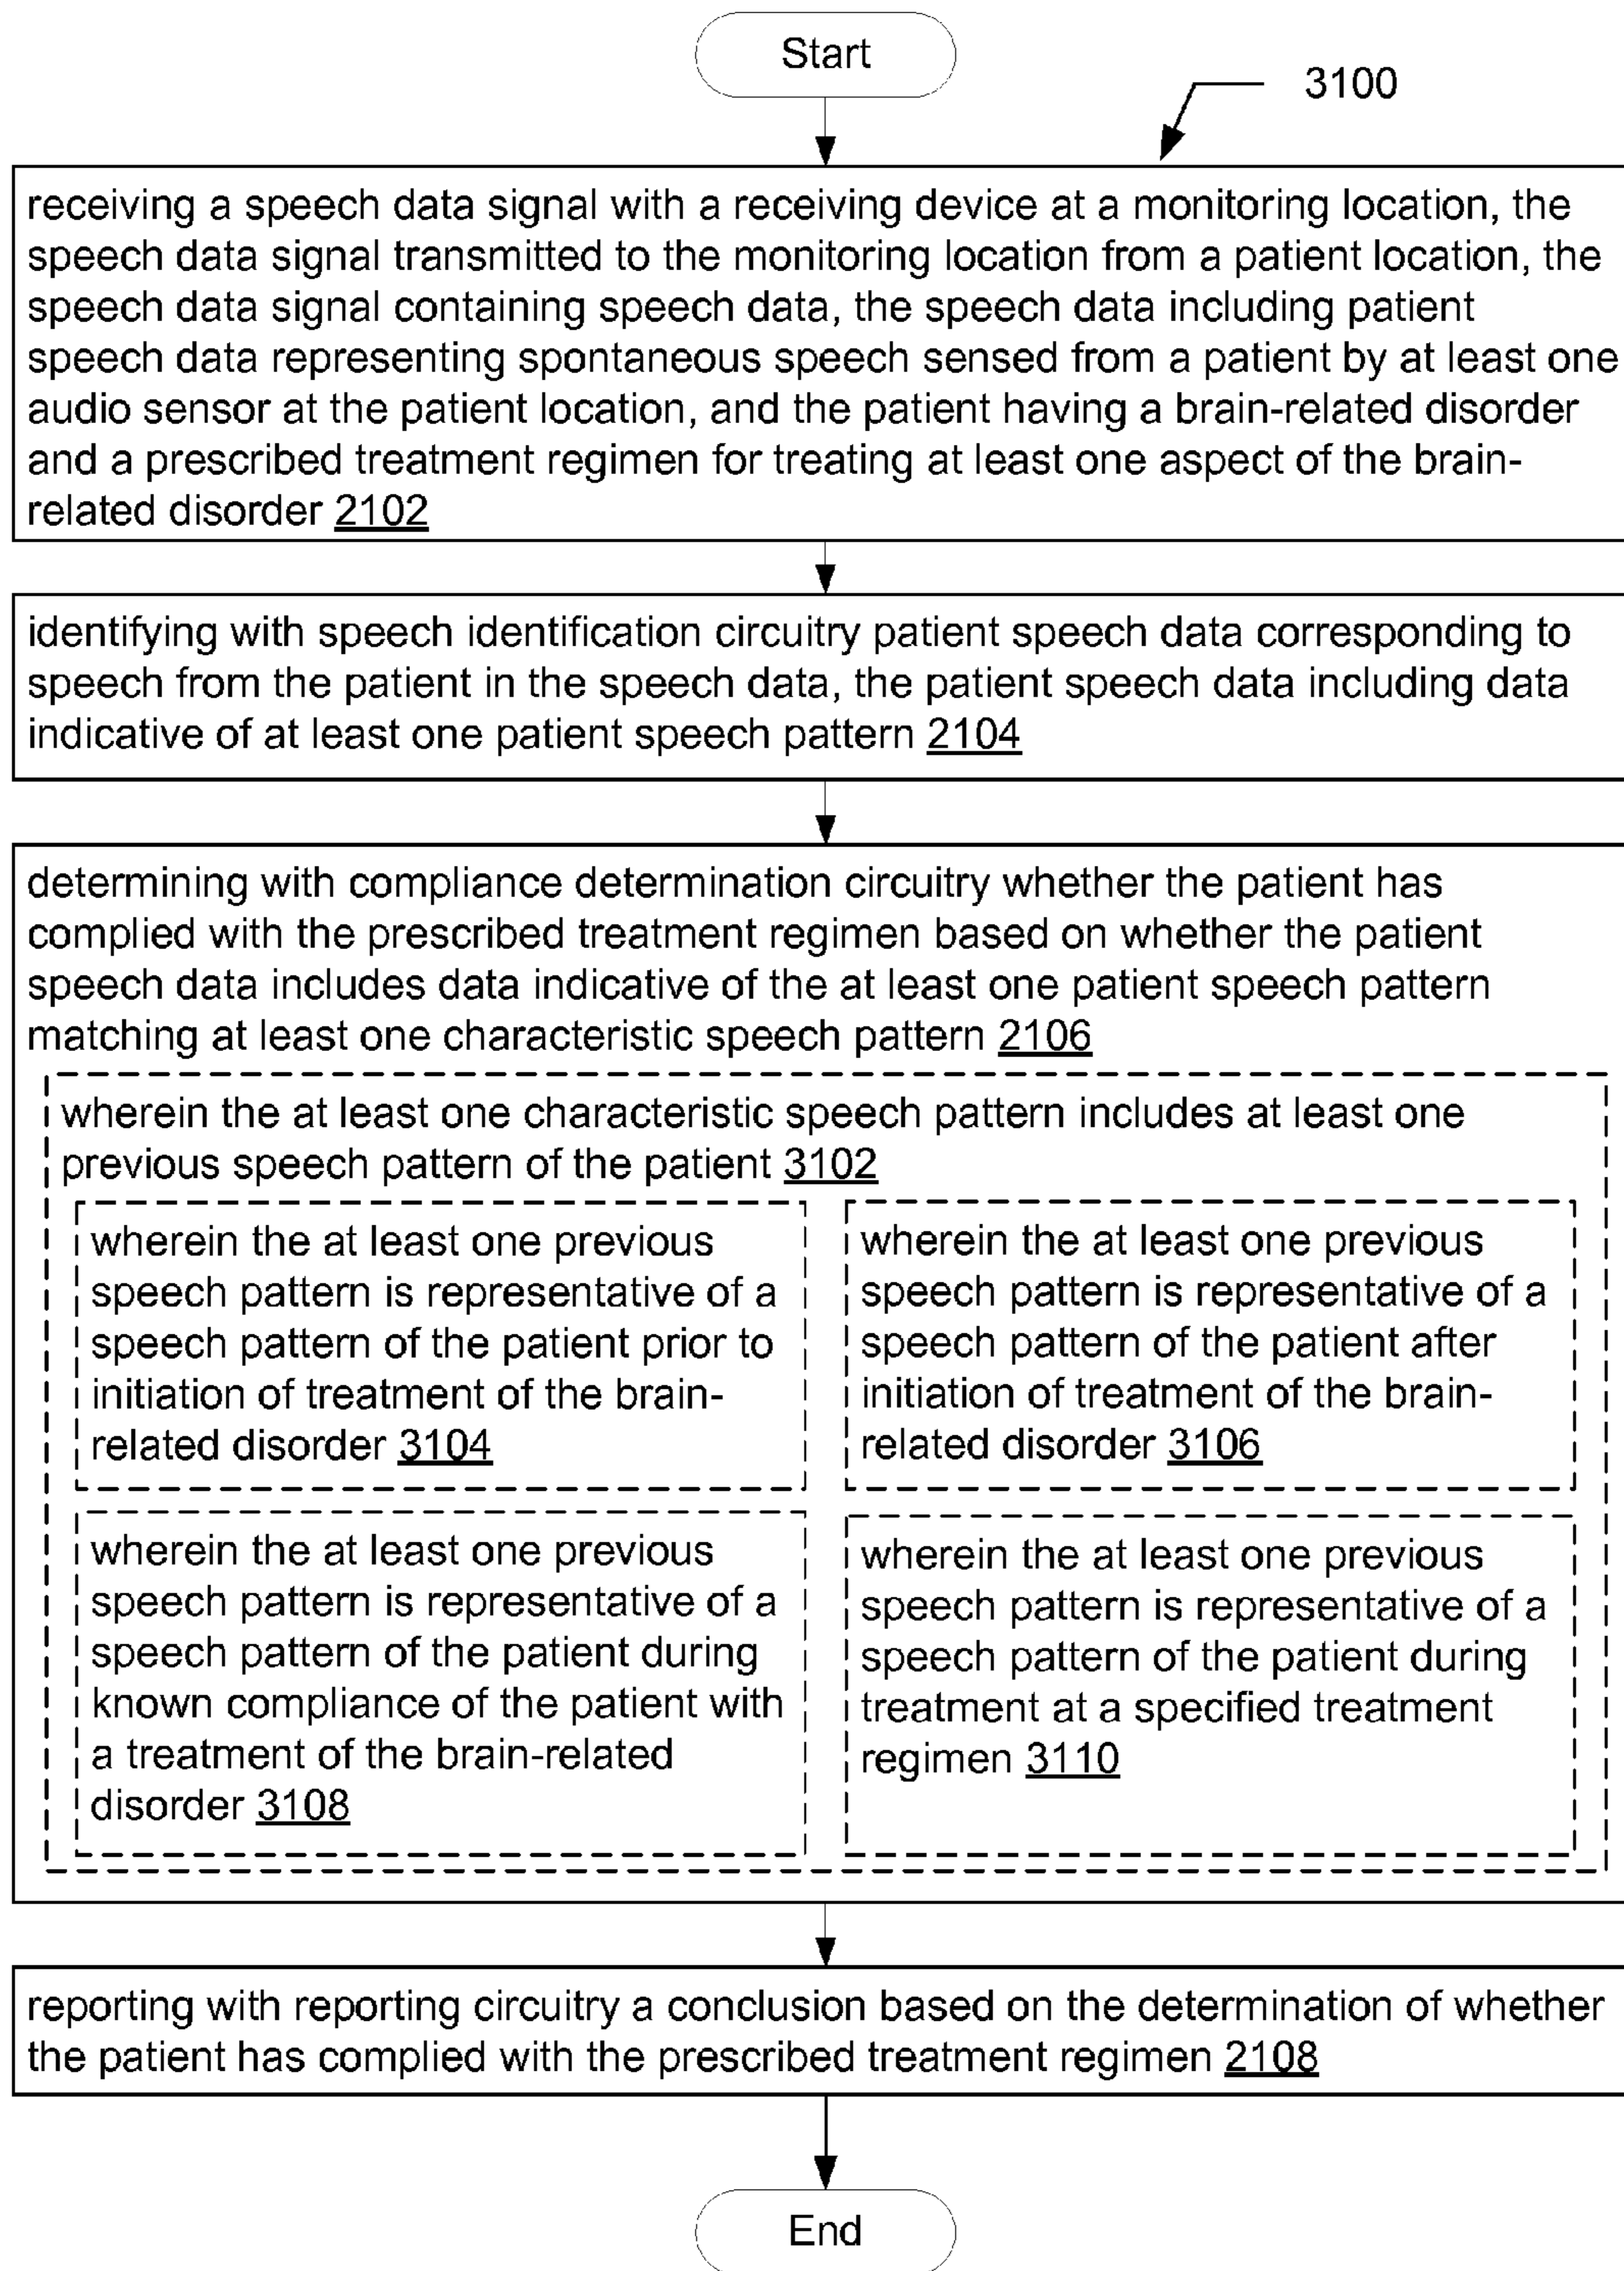 Start
3100
receiving a speech data signal with a receiving device at a monitoring location, the
speech data signal transmitted to the monitoring location from a patient location, the
speech data signal containing speech data, the speech data including patient
speech data representing spontaneous speech sensed from a patient by at least one
audio sensor at the patient location, and the patient having a brain-related disorder
and a prescribed treatment regimen for treating at least one aspect of the brain-
related disorder 2102
identifying with speech identification circuitry patient speech data corresponding to
speech from the patient in the speech data, the patient speech data including data
indicative of at least one patient speech pattern 2104
determining with compliance determination circuitry whether the patient has
complied with the prescribed treatment regimen based on whether the patient
speech data includes data indicative of the at least one patient speech pattern
matching at least one characteristic speech pattern 2106
wherein the at least one characteristic speech pattern includes at least one
previous speech pattern of the patient 3102
wherein the at least one previous
speech pattern is representative of a
speech pattern of the patient prior to
initiation of treatment of the brain-
related disorder 3104
wherein the at least one previous
speech pattern is representative of a
speech pattern of the patient after
initiation of treatment of the brain-
related disorder 3106
wherein the at least one previous
speech pattern is representative of a
speech pattern of the patient during
known compliance of the patient with
a treatment of the brain-related
disorder 3108
wherein the at least one previous
speech pattern is representative of a
speech pattern of the patient during
treatment at a specified treatment
regimen 3110
reporting with reporting circuitry a conclusion based on the determination of whether
the patient has complied with the prescribed treatment regimen 2108
End